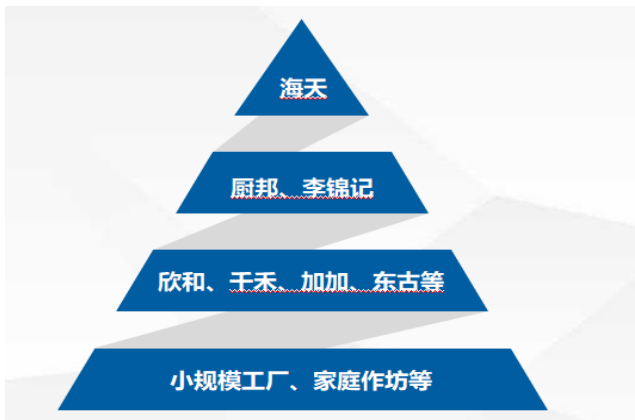 海天
厨邦、李锦记
欣和、千禾、加加、东古等
小规模工厂、家庭作坊等